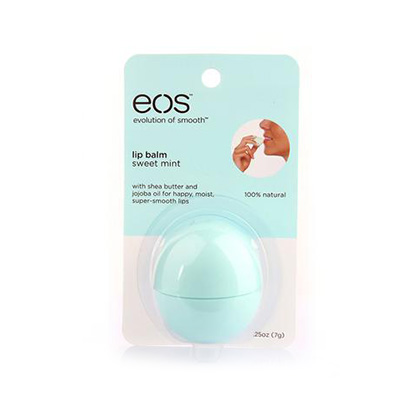 eos™
evolution of smooth™
lip balm
sweet mint
with shea butter and
jojoba oil for happy, moist,
super-smooth lips
100% natural
.25oz (7g)